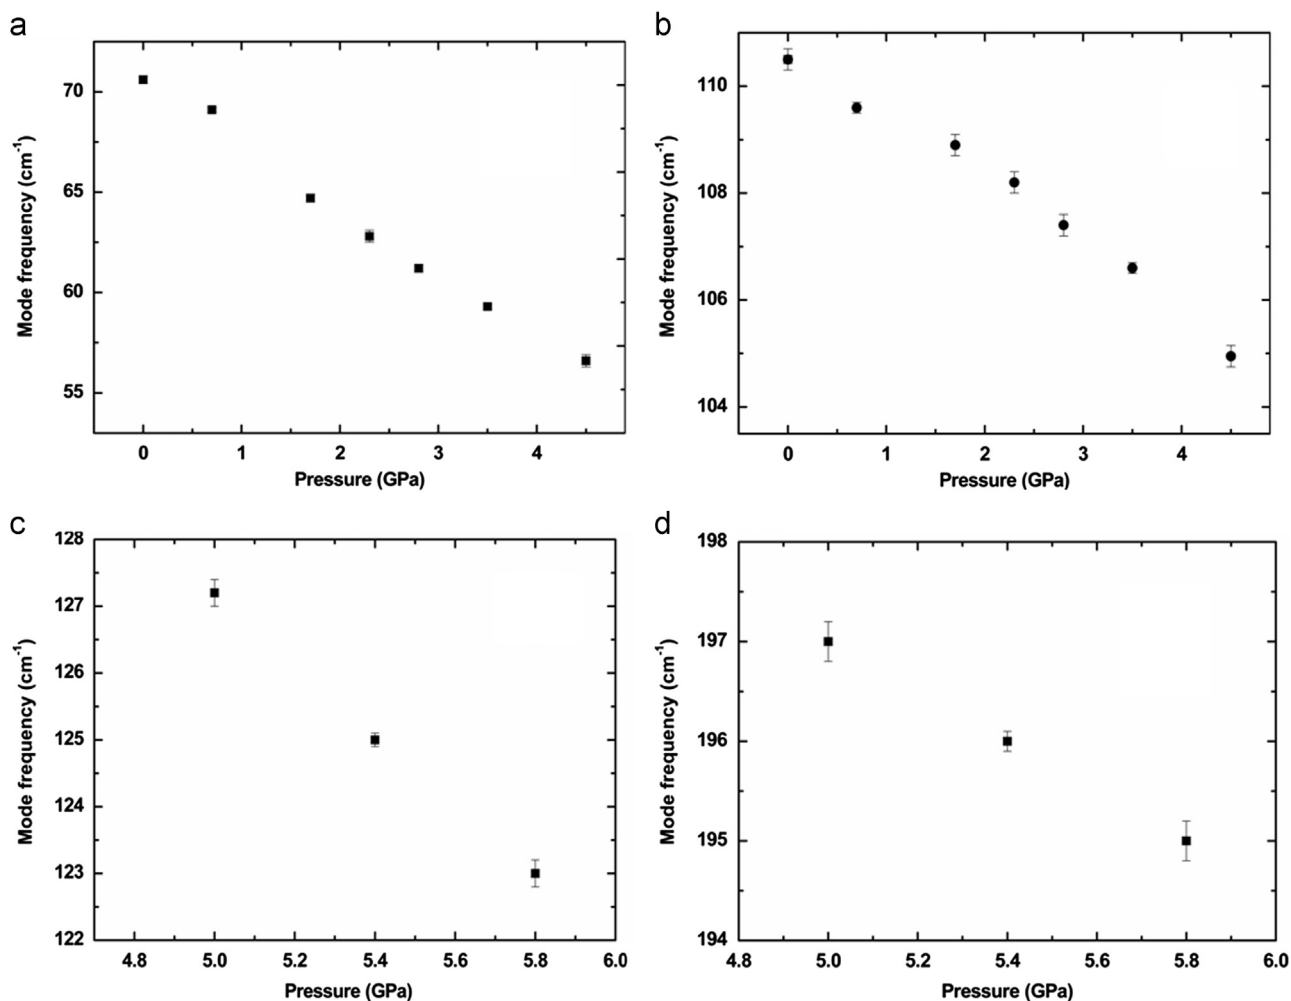 a
70
65
60
55
Mode frequency (cm-1)
0 1 2 3 4
Pressure (GPa)
b
110
108
106
104
Mode frequency (cm-1)
0 1 2 3 4
Pressure (GPa)
c
128
127
126
125
124
123
122
Mode frequency (cm-1)
4.8 5.0 5.2 5.4 5.6 5.8 6.0
Pressure (GPa)
d
198
197
196
195
194
Mode frequency (cm-1)
4.8 5.0 5.2 5.4 5.6 5.8 6.0
Pressure (GPa)